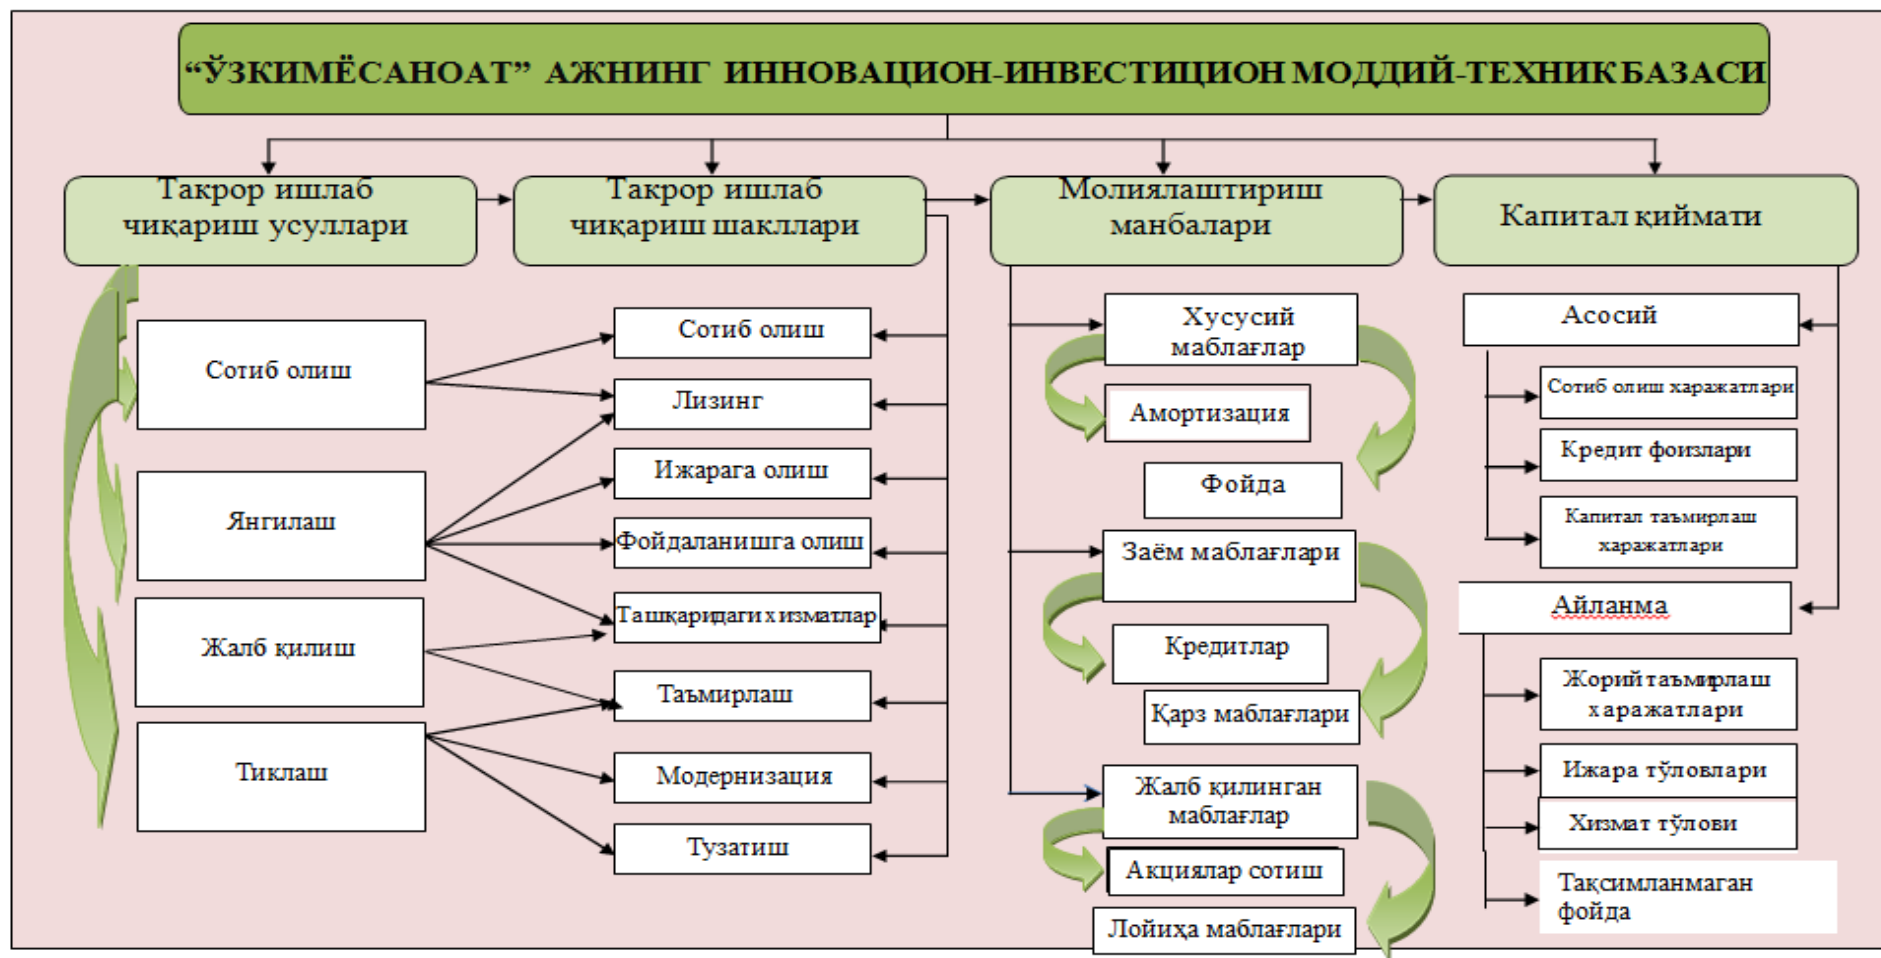 “ЎЗКИМЁСАНОАТ” АЖНИНГ ИННОВАЦИОН-ИНВЕСТИЦИОН МОДДИЙ-ТЕХНИК БАЗАСИ
Такрор ишлаб
чиқариш усуллари
Такрор ишлаб
чиқариш шакллари
Молиялаштириш
манбалари
Капитал қиймати
Сотиб олиш
Янгилаш
Жалб қилиш
Тиклаш
Сотиб олиш
Лизинг
Ижарага олиш
Фойдаланишга олиш
Ташқаридаги хизматлар
Таъмирлаш
Модернизация
Тузатиш
Хусусий
маблағлар
Амортизация
Фойда
Заём маблағлари
Кредитлар
Қарз маблағлари
Жалб қилинган
маблағлар
Акциялар сотиш
Лойиҳа маблағлари
Асосий
Сотиб олиш харажатлари
Кредит фоизлари
Капитал таъмирлаш
харажатлари
Айланма
Жорий таъмирлаш
харажатлари
Ижара тўловлари
Хизмат тўлови
Тақсимланмаган
фойда